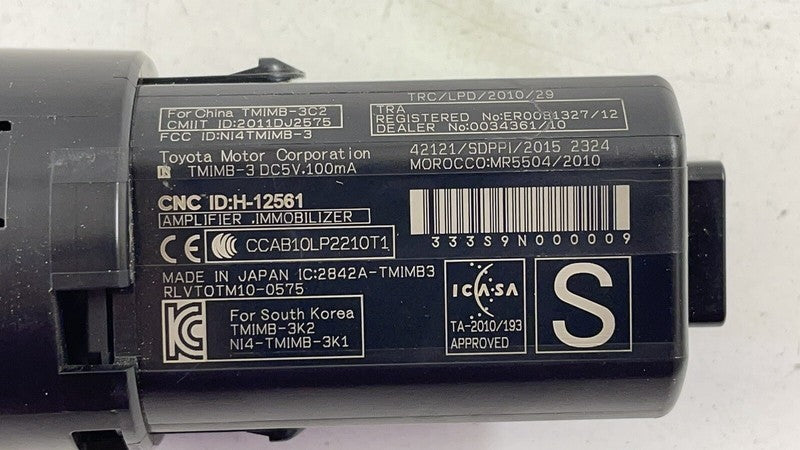 For China TMIMB-3C2
CMIIT ID:2011DJ2575
FCC ID:NI4TMIMB-3
Toyota Motor Corporation
TMIMB-3 DC5V.100mA
CNC ID:H-12561
AMPLIFIER .IMMOBILIZER
CE CCAB10LP2210T1
MADE IN JAPAN IC:2842A-TMIMB3
RLVTOTM10-0575
For South Korea
TMIMB-3K2
NI4-TMIMB-3K1
TRC/LPD/2010/29
TRA
REGISTERED No:ER0081327/12
DEALER No:0034361/10
42121/SDPPI/2015 2324
MOROCCO:MR5504/2010
333S9N000009
ICASA
TA-2010/193
APPROVED
S